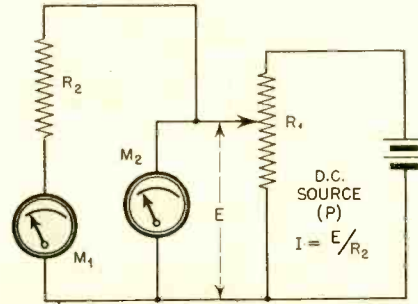 R2
M2
R1
E
M1
D.C.
SOURCE
(P)
I = E/R2